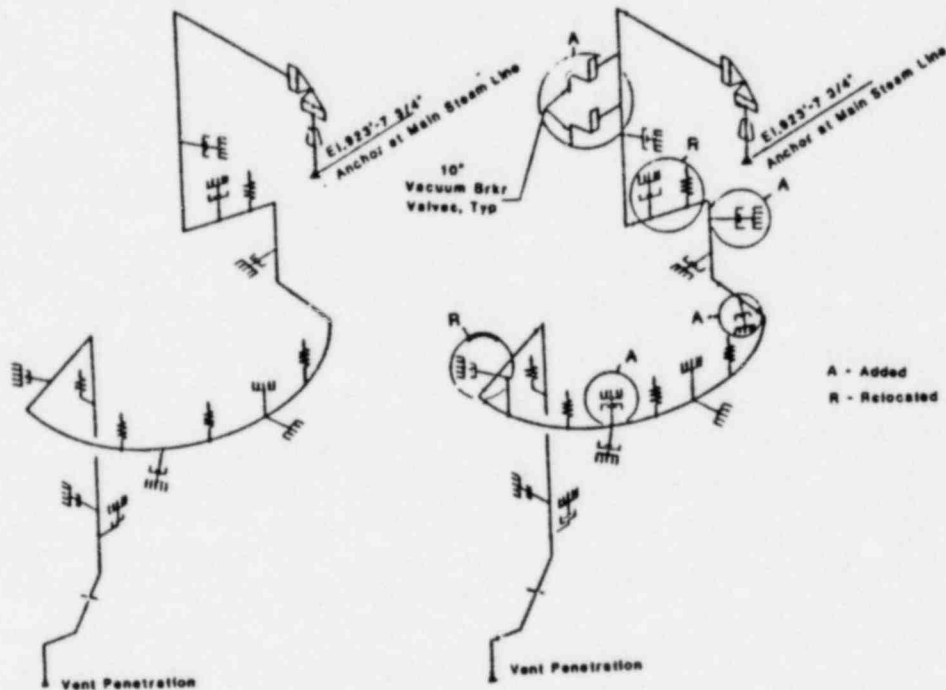 A
El.923'-7 3/4"
Anchor at Main Steam Line
El.923'-7 3/4"
Anchor at Main Steam Line
R
10"
Vacuum Brkr
Valves, Typ
A
R
A
A
A - Added
R - Relocated
Vent Penetration
Vent Penetration